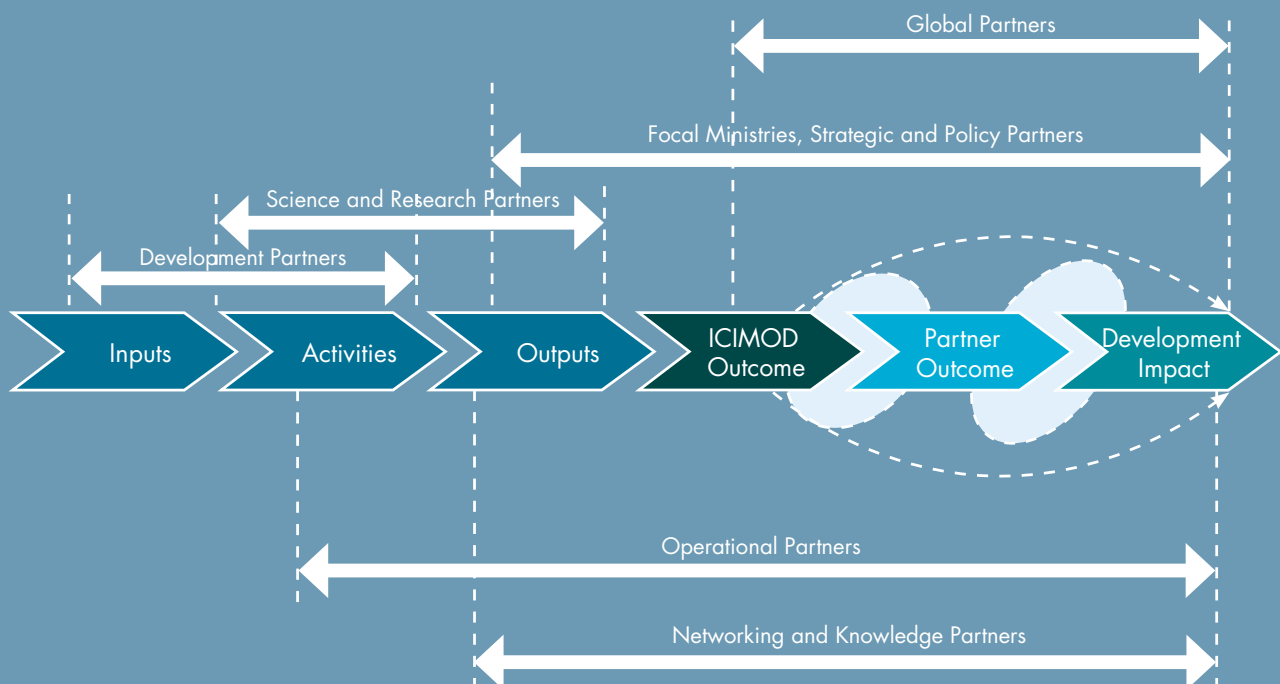 Global Partners
Focal Ministries, Strategic and Policy Partners
Science and Research Partners
Development Partners
Inputs
Activities
Outputs
ICIMOD
Outcome
Partner
Outcome
Development
Impact
Operational Partners
Networking and Knowledge Partners